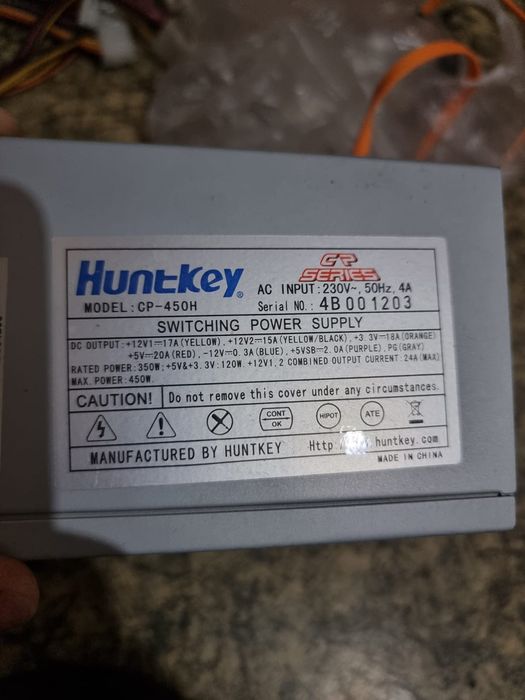 Huntkey®
CP
SERIES
AC INPUT:230V~, 50Hz, 4A
MODEL:CP-450H
Serial NO.: 4B001203
SWITCHING POWER SUPPLY
DC OUTPUT:+12V1⎓17A(YELLOW),+12V2⎓15A(YELLOW/BLACK),+3.3V⎓18A(ORANGE)
+5V⎓20A(RED),-12V⎓0.3A(BLUE),+5VSB⎓2.0A(PURPLE),PG(GRAY)
RATED POWER:350W;+5V&+3.3V:120W.+12V1,2 COMBINED OUTPUT CURRENT:24A(MAX)
MAX.POWER:450W.
CAUTION! Do not remove this cover under any circumstances.
CONT
OK
HIPOT
ATE
MANUFACTURED BY HUNTKEY
Http huntkey.com
MADE IN CHINA